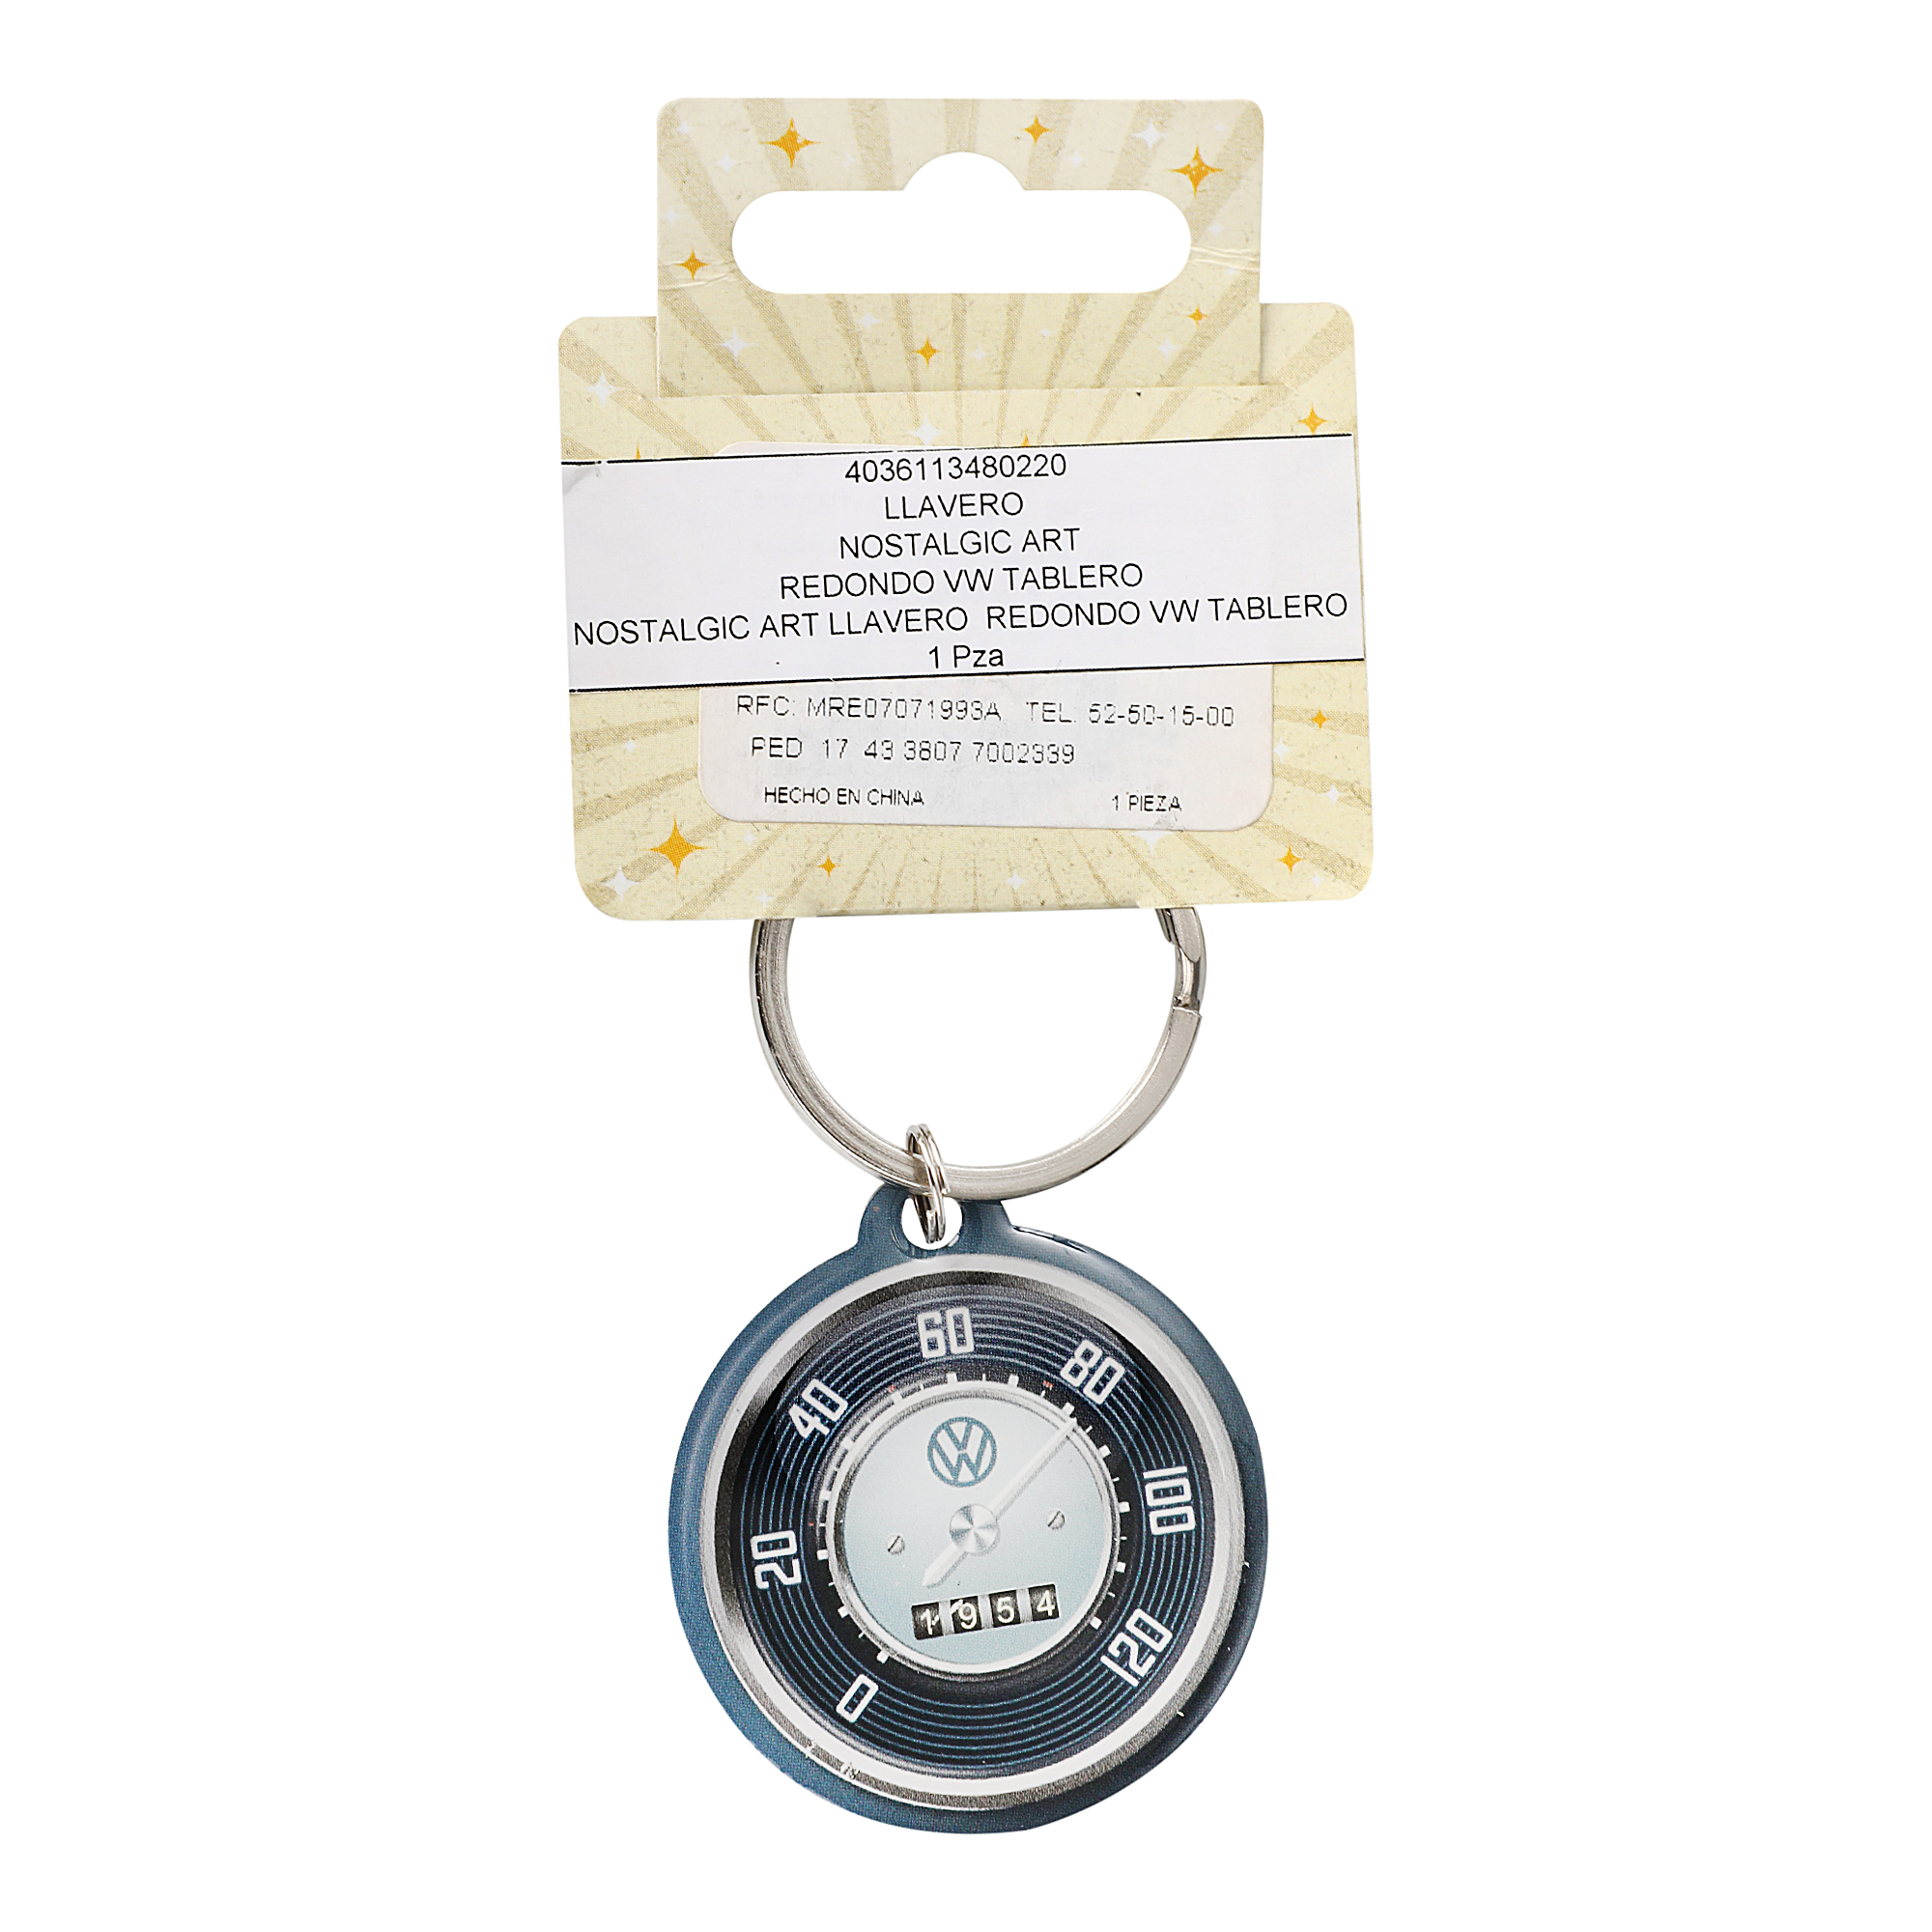 4036113480220
LLAVERO
NOSTALGIC ART
REDONDO VW TABLERO
NOSTALGIC ART LLAVERO REDONDO VW TABLERO
1 Pza
RFC: MRE07071993A TEL. 52-50-15-00
PED 17 43 3807 7002339
HECHO EN CHINA 1 PIEZA
60
80
40
VW
100
20
1954
120
0